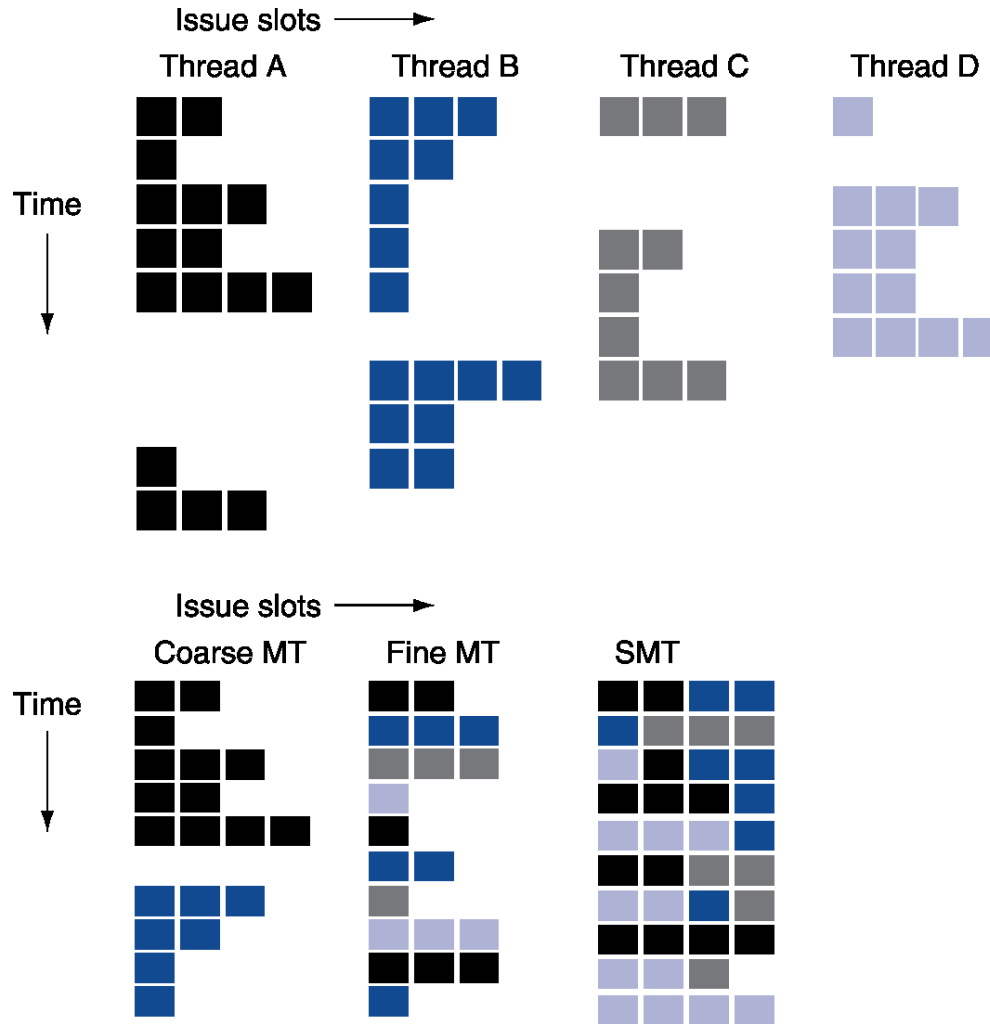 Issue slots
Thread A Thread B Thread C Thread D
Time
Issue slots
Coarse MT Fine MT SMT
Time